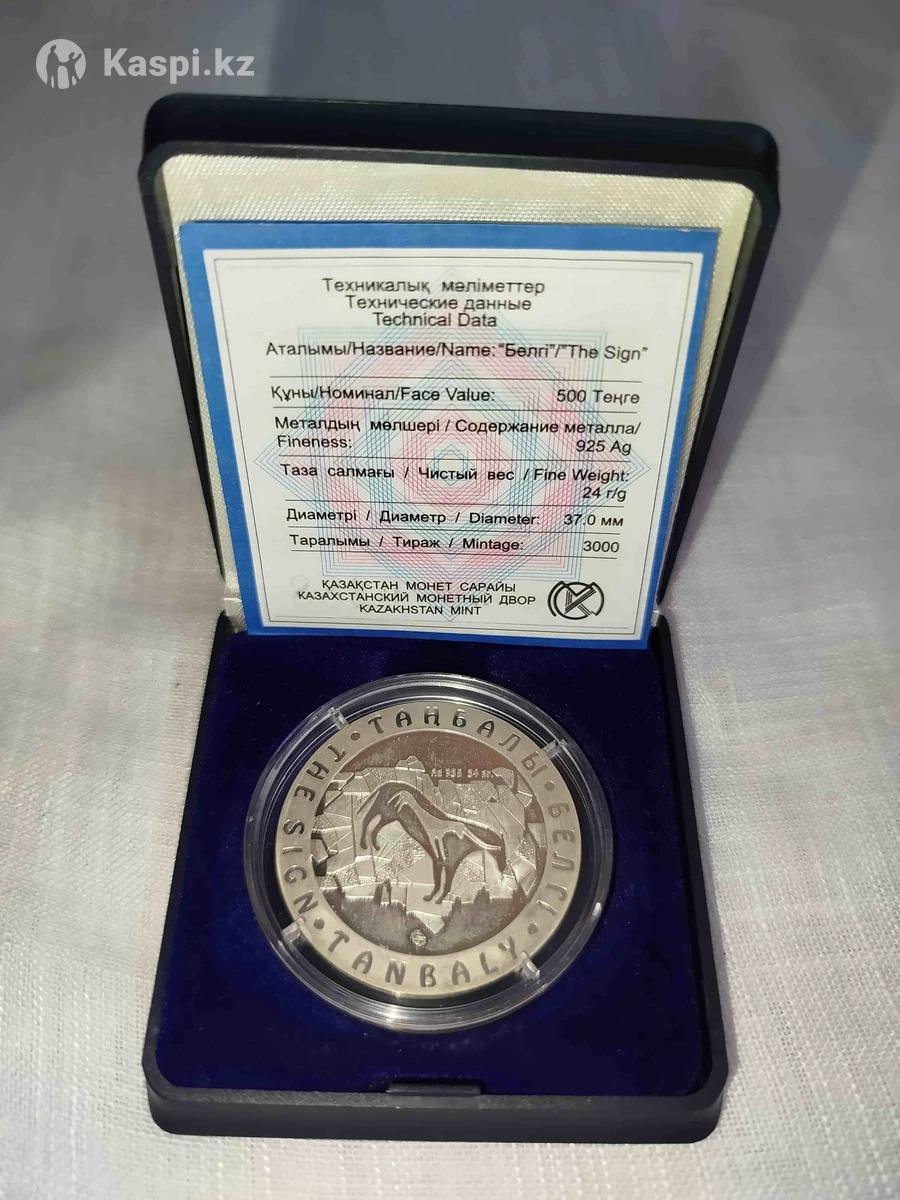 Kaspi.kz
Техникалық мәліметтер
Технические данные
Technical Data
Аталымы/Название/Name: "Белгі"/"The Sign"
Құны/Номинал/Face Value: 500 Теңге
Металдың мөлшері / Содержание металла/
Fineness: 925 Ag
Таза салмағы / Чистый вес / Fine Weight:
24 г/g
Диаметрі / Диаметр / Diameter: 37.0 мм
Таралымы / Тираж / Mintage: 3000
ҚАЗАҚСТАН МОНЕТ САРАЙЫ
КАЗАХСТАНСКИЙ МОНЕТНЫЙ ДВОР
KAZAKHSTAN MINT
THE SIGN • ТАҢБАЛЫ • БЕЛГІ • TANBALY •